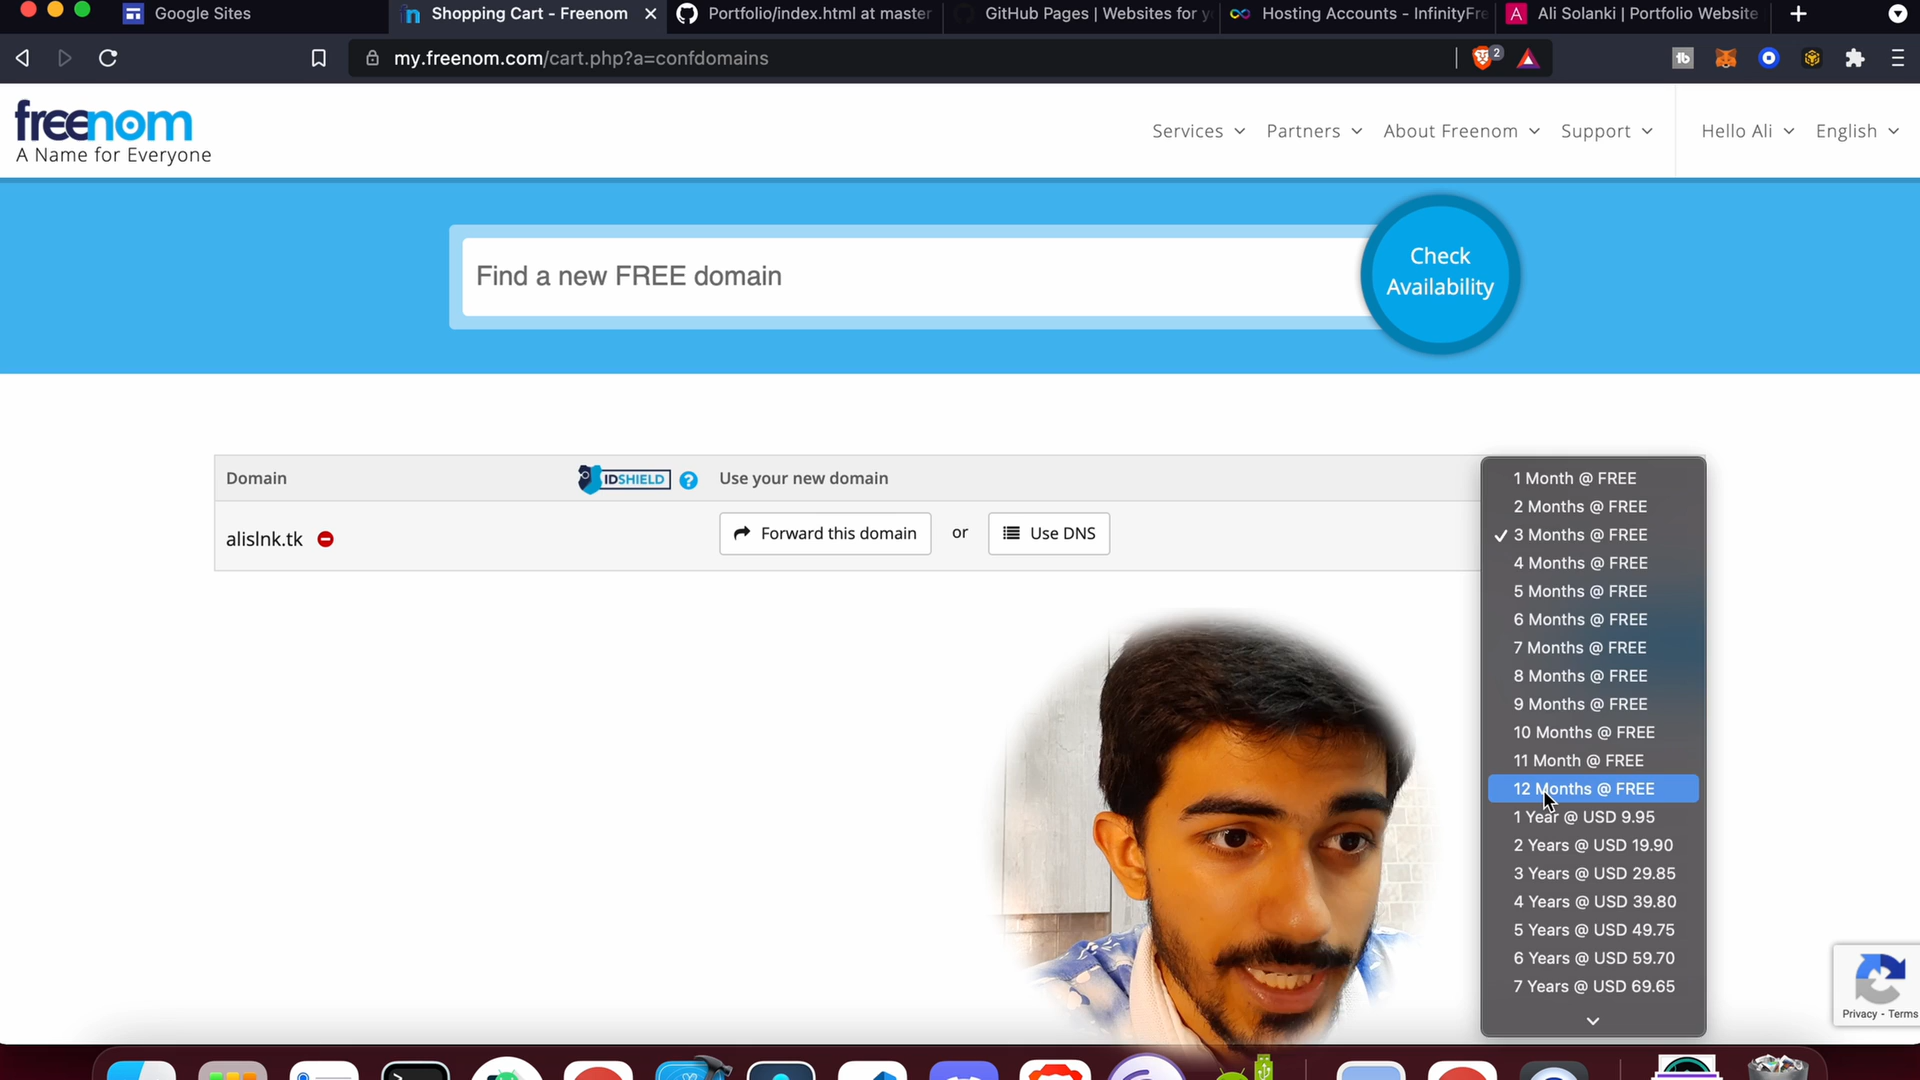 Google Sites
Shopping Cart - Freenom
Portfolio/index.html at master
GitHub Pages | Websites for yo
Hosting Accounts - InfinityFre
A Ali Solanki | Portfolio Website
my.freenom.com/cart.php?a=confdomains
2
freenom
A Name for Everyone
Services
Partners
About Freenom
Support
Hello Ali
English
Find a new FREE domain
Check
Availability
Domain
IDSHIELD
?
Use your new domain
alislnk.tk
Forward this domain
or
Use DNS
1 Month @ FREE
2 Months @ FREE
3 Months @ FREE
4 Months @ FREE
5 Months @ FREE
6 Months @ FREE
7 Months @ FREE
8 Months @ FREE
9 Months @ FREE
10 Months @ FREE
11 Month @ FREE
12 Months @ FREE
1 Year @ USD 9.95
2 Years @ USD 19.90
3 Years @ USD 29.85
4 Years @ USD 39.80
5 Years @ USD 49.75
6 Years @ USD 59.70
7 Years @ USD 69.65
Privacy - Terms